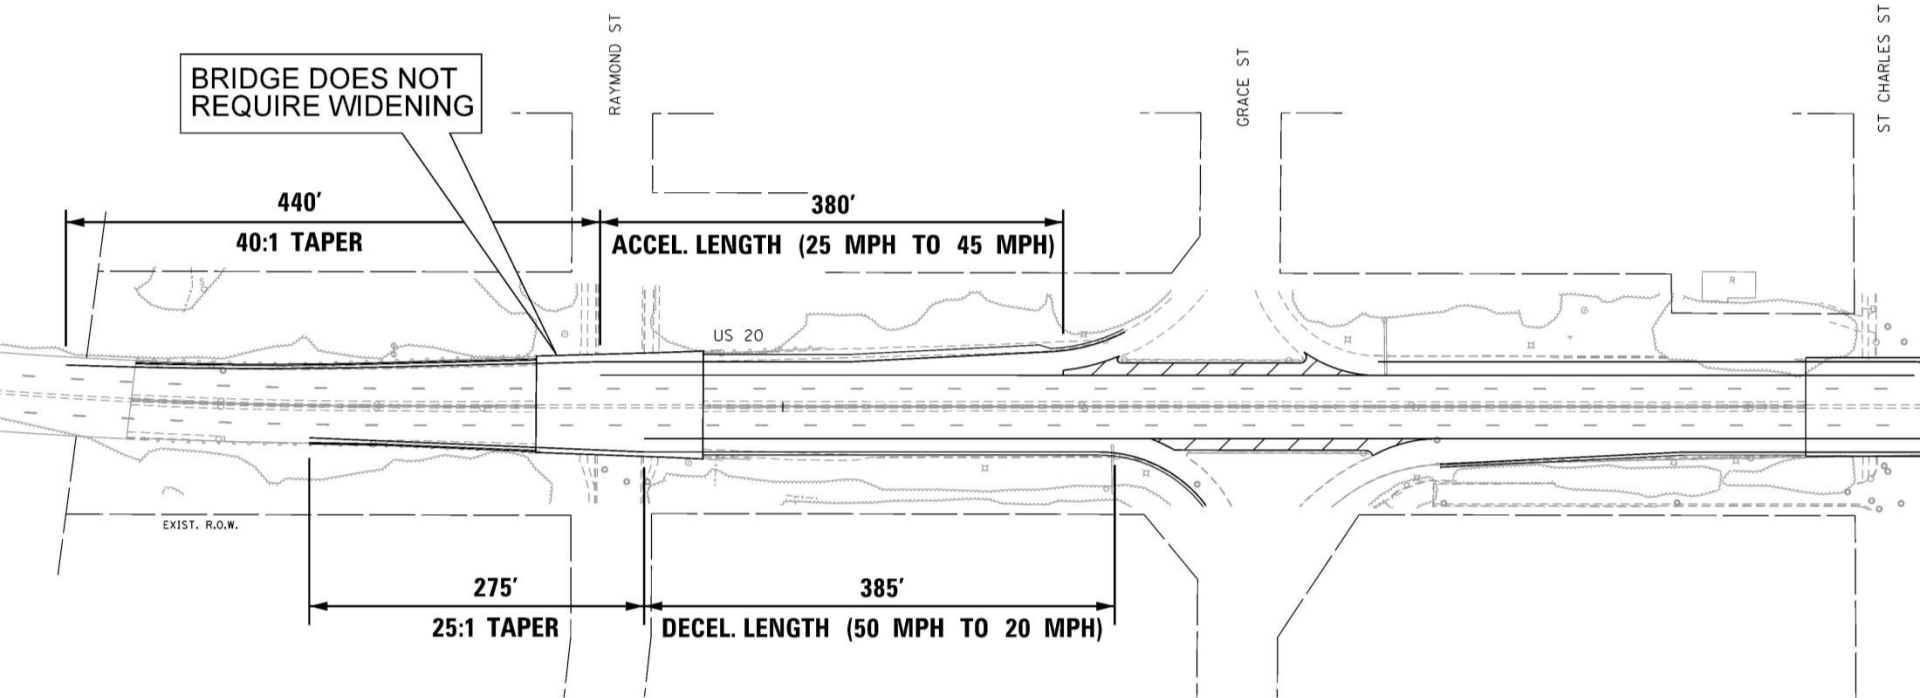 RAYMOND ST
GRACE ST
ST CHARLES ST
BRIDGE DOES NOT
REQUIRE WIDENING
440'
40:1 TAPER
380'
ACCEL. LENGTH (25 MPH TO 45 MPH)
R
US 20
EXIST. R.O.W.
275'
25:1 TAPER
385'
DECEL. LENGTH (50 MPH TO 20 MPH)